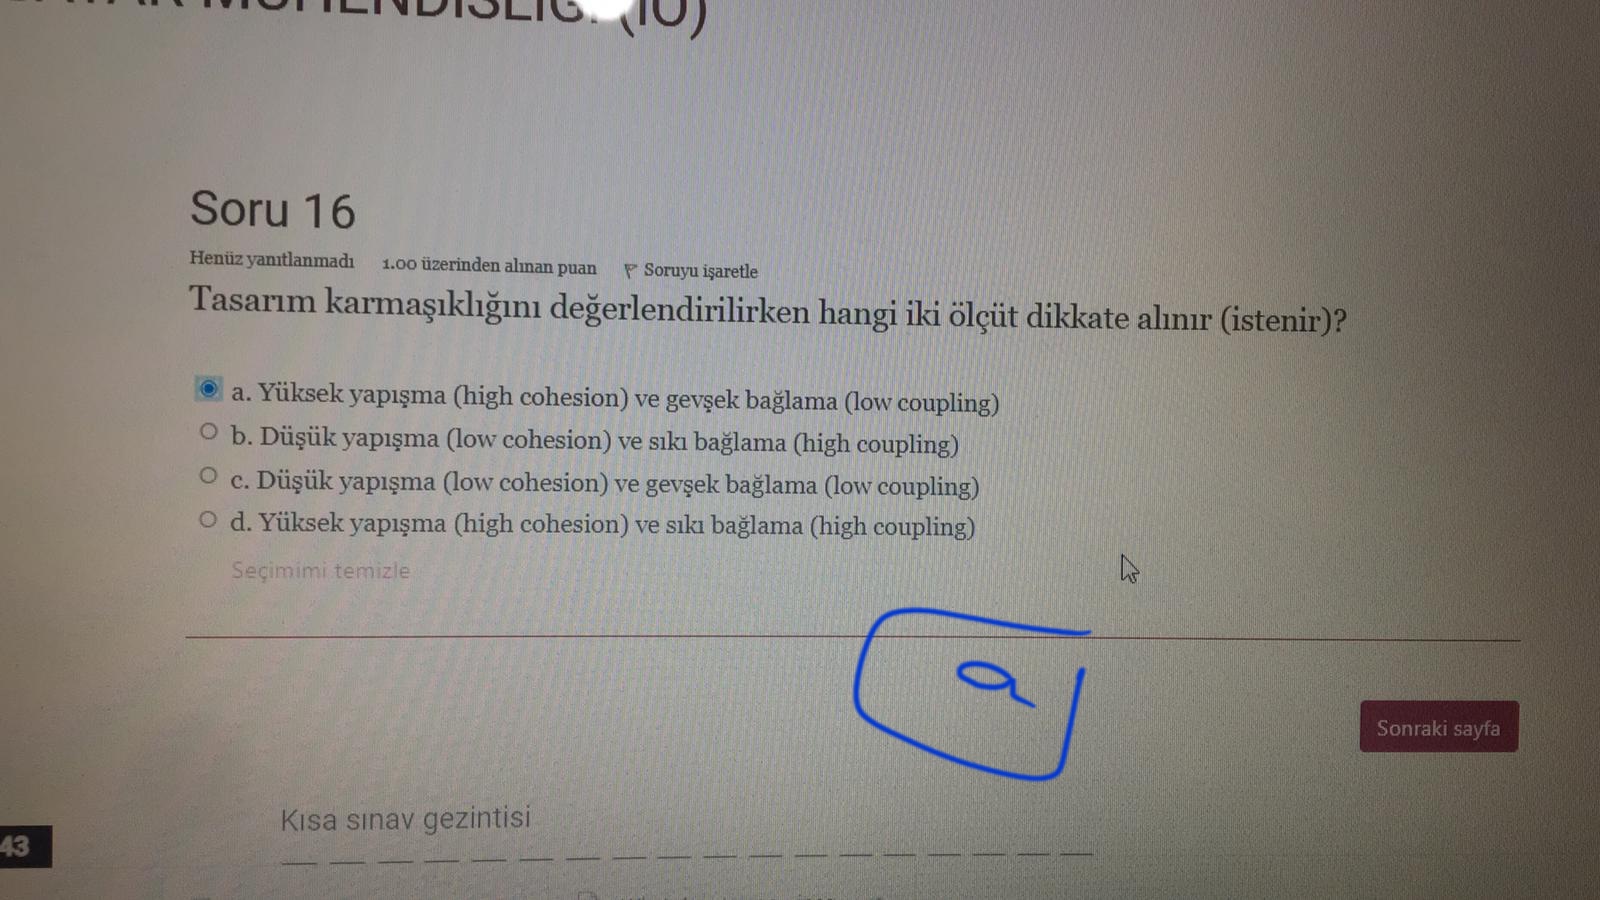 MÜHENDİSLİĞİ (İÖ)
Soru 16
Henüz yanıtlanmadı 1.00 üzerinden alınan puan Soruyu işaretle
Tasarım karmaşıklığını değerlendirilirken hangi iki ölçüt dikkate alınır (istenir)?
a. Yüksek yapışma (high cohesion) ve gevşek bağlama (low coupling)
b. Düşük yapışma (low cohesion) ve sıkı bağlama (high coupling)
c. Düşük yapışma (low cohesion) ve gevşek bağlama (low coupling)
d. Yüksek yapışma (high cohesion) ve sıkı bağlama (high coupling)
Seçimimi temizle
a
Sonraki sayfa
Kısa sınav gezintisi
43